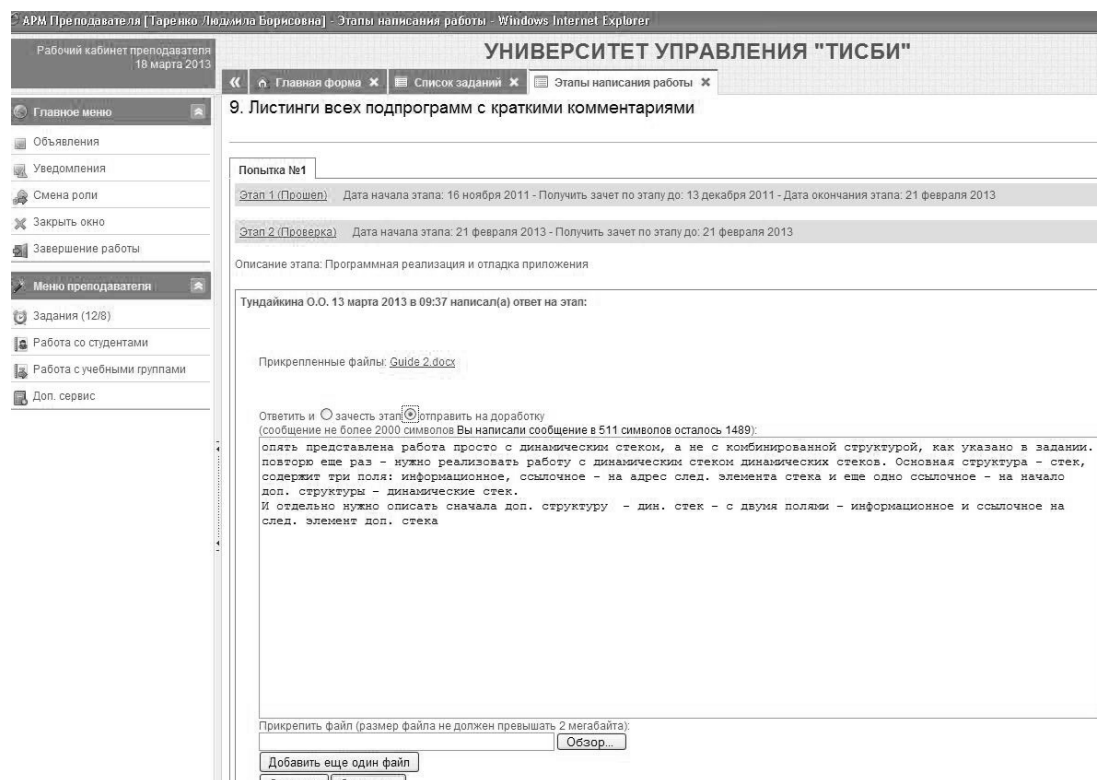 АРМ Преподавателя [Таренко Людмила Борисовна] - Этапы написания работы - Windows Internet Explorer
Рабочий кабинет преподавателя
18 марта 2013
УНИВЕРСИТЕТ УПРАВЛЕНИЯ "ТИСБИ"
« Главная форма × Список заданий × Этапы написания работы ×
Главное меню
Объявления
Уведомления
Смена роли
Закрыть окно
Завершение работы
Меню преподавателя
Задания (12/8)
Работа со студентами
Работа с учебными группами
Доп. сервис
9. Листинги всех подпрограмм с краткими комментариями
Попытка №1
Этап 1 (Прошел) Дата начала этапа: 16 ноября 2011 - Получить зачет по этапу до: 13 декабря 2011 - Дата окончания этапа: 21 февраля 2013
Этап 2 (Проверка) Дата начала этапа: 21 февраля 2013 - Получить зачет по этапу до: 21 февраля 2013
Описание этапа: Программная реализация и отладка приложения
Тундайкина О.О. 13 марта 2013 в 09:37 написал(а) ответ на этап:
Прикрепленные файлы: Guide 2.docx
Ответить и зачесть этап отправить на доработку
(сообщение не более 2000 символов Вы написали сообщение в 511 символов осталось 1489):
опять представлена работа просто с динамическим стеком, а не с комбинированной структурой, как указано в задании.
повторю еще раз - нужно реализовать работу с динамическим стеком динамических стеков. Основная структура - стек,
содержит три поля: информационное, ссылочное - на адрес след. элемента стека и еще одно ссылочное - на начало
доп. структуры - динамические стек.
И отдельно нужно описать сначала доп. структуру - дин. стек - с двумя полями - информационное и ссылочное на
след. элемент доп. стека
Прикрепить файл (размер файла не должен превышать 2 мегабайта):
Обзор...
Добавить еще один файл